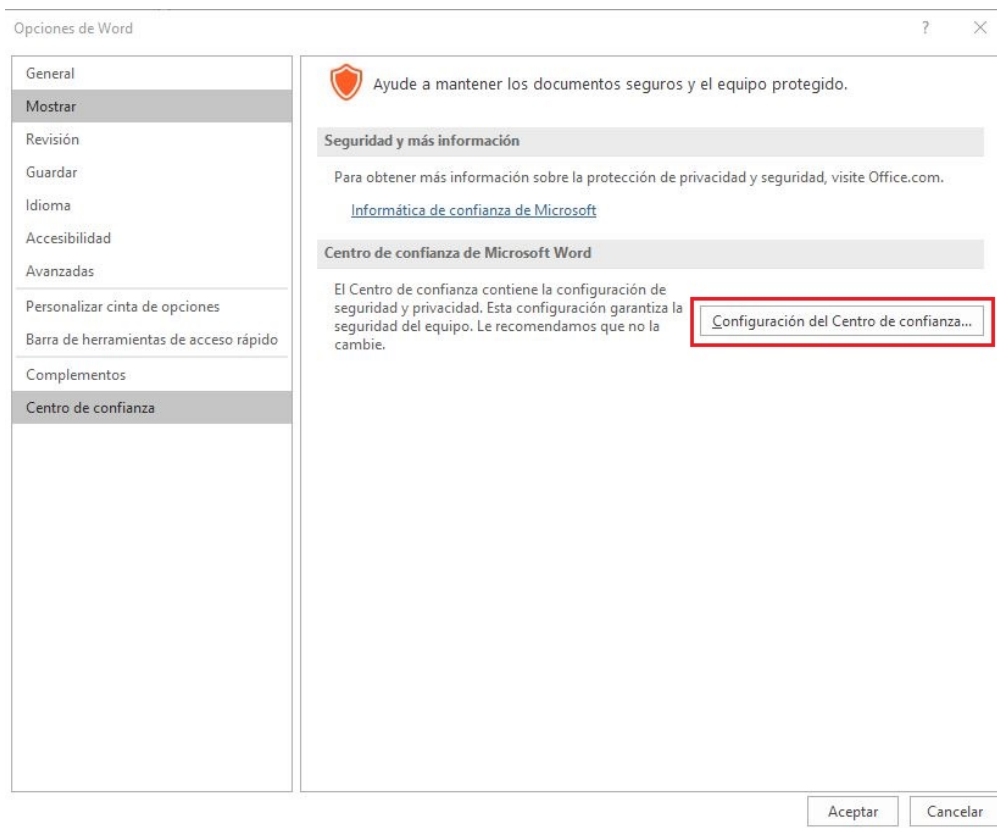 Opciones de Word
?
General
Mostrar
Revisión
Guardar
Idioma
Accesibilidad
Avanzadas
Personalizar cinta de opciones
Barra de herramientas de acceso rápido
Complementos
Centro de confianza
Ayude a mantener los documentos seguros y el equipo protegido.
Seguridad y más información
Para obtener más información sobre la protección de privacidad y seguridad, visite Office.com.
Informática de confianza de Microsoft
Centro de confianza de Microsoft Word
El Centro de confianza contiene la configuración de
seguridad y privacidad. Esta configuración garantiza la
seguridad del equipo. Le recomendamos que no la
cambie.
Configuración del Centro de confianza...
Aceptar
Cancelar